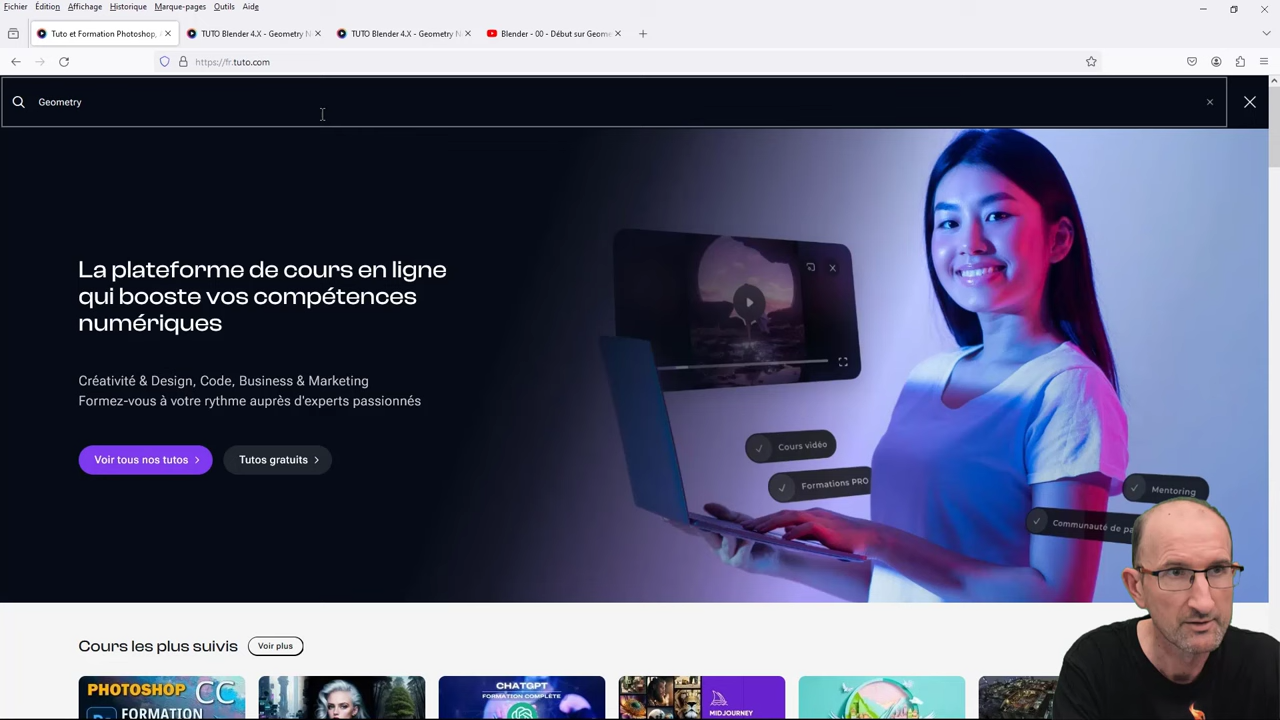 Fichier Édition Affichage Historique Marque-pages Outils Aide
Tuto et Formation Photoshop,
TUTO Blender 4.X - Geometry N
TUTO Blender 4.X - Geometry N
Blender - 00 - Début sur Geome
https://fr.tuto.com
Geometry
La plateforme de cours en ligne
qui booste vos compétences
numériques
Créativité & Design, Code, Business & Marketing
Formez-vous à votre rythme auprès d'experts passionnés
Voir tous nos tutos
Tutos gratuits
Cours vidéo
Formations PRO
Mentoring
Communauté de pa
Cours les plus suivis
Voir plus
PHOTOSHOP CC
FORMATION
CHATGPT
FORMATION COMPLÈTE
MIDJOURNEY